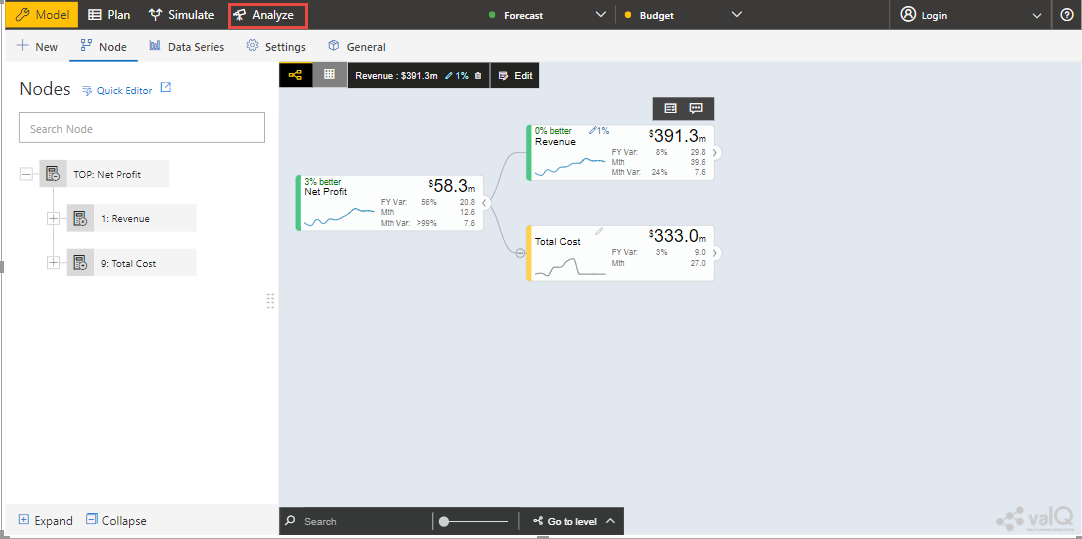 Model Plan Simulate Analyze Forecast Budget Login
+ New Node Data Series Settings General
Nodes Quick Editor
Revenue : $391.3m 1% Edit
Search Node
TOP: Net Profit
1: Revenue
9: Total Cost
0% better 1%
Revenue
$391.3m
FY Var: 8% 29.8
Mth 39.6
Mth Var: 24% 7.6
3% better
Net Profit
$58.3m
FY Var: 56% 20.8
Mth 12.6
Mth Var: >99% 7.6
Total Cost
$333.0m
FY Var: 3% 9.0
Mth 27.0
Expand Collapse
Search Go to level
valQ